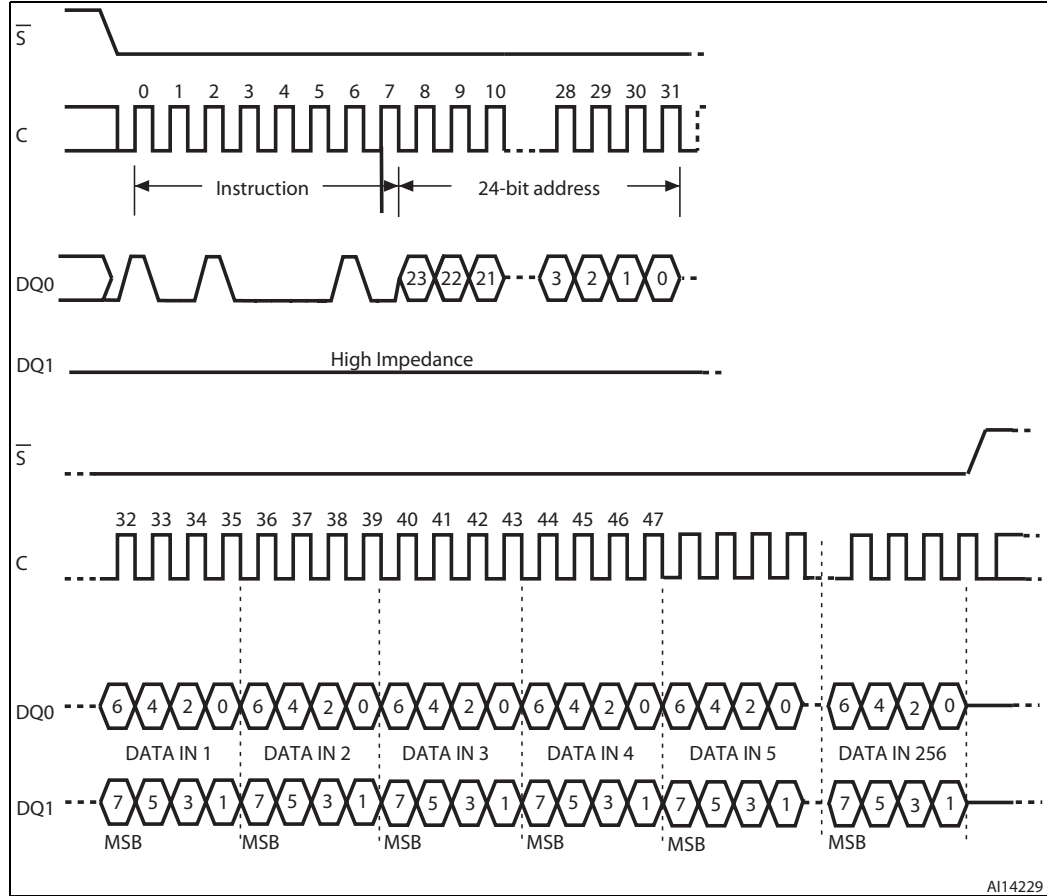 S
0 1 2 3 4 5 6 7 8 9 10 28 29 30 31
C
Instruction 24-bit address
DQ0 23 22 21 3 2 1 0
High Impedance
DQ1
S
32 33 34 35 36 37 38 39 40 41 42 43 44 45 46 47
C
DQ0 6 4 2 0 6 4 2 0 6 4 2 0 6 4 2 0 6 4 2 0 6 4 2 0
DATA IN 1 DATA IN 2 DATA IN 3 DATA IN 4 DATA IN 5 DATA IN 256
DQ1 7 5 3 1 7 5 3 1 7 5 3 1 7 5 3 1 7 5 3 1 7 5 3 1
MSB MSB MSB MSB MSB MSB
AI14229